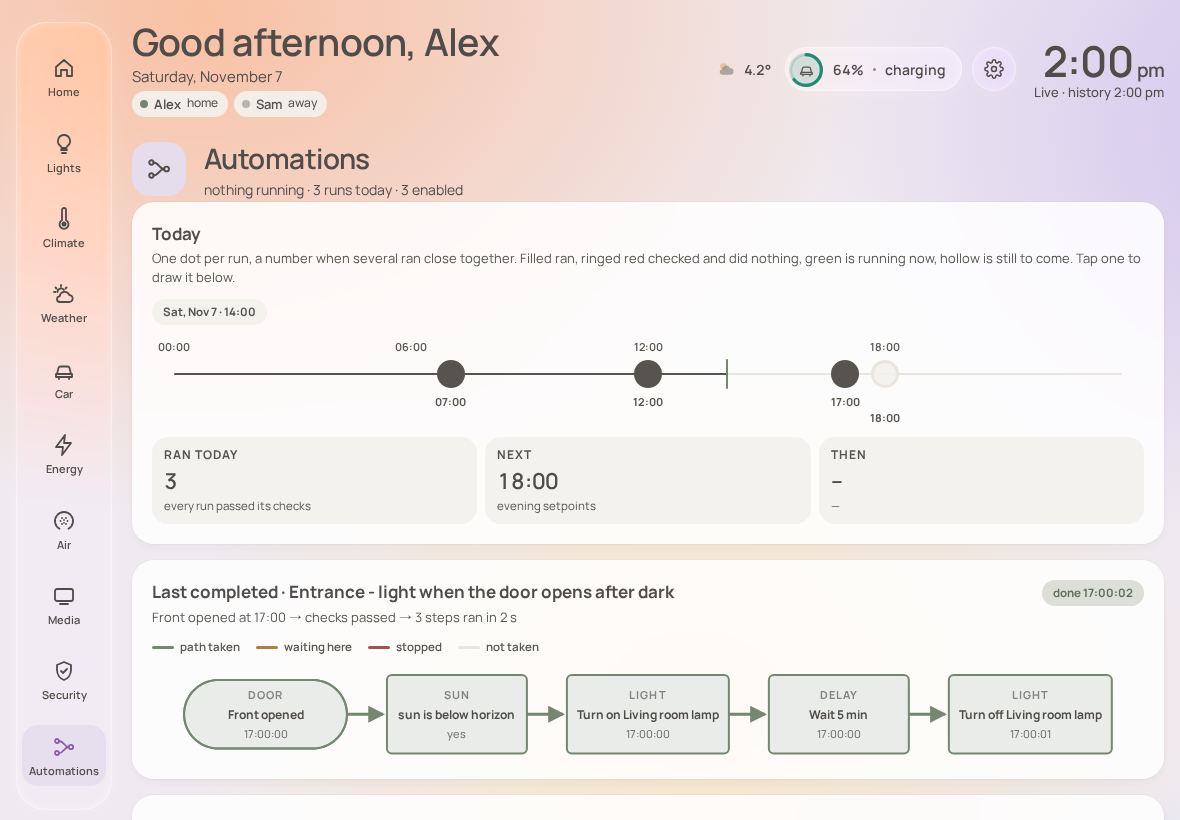 Good afternoon, Alex
Saturday, November 7
Alex home
Sam away
4.2°
64% · charging
2:00 pm
Live · history 2:00 pm
Home
Lights
Climate
Weather
Car
Energy
Air
Media
Security
Automations
Automations
nothing running · 3 runs today · 3 enabled
Today
One dot per run, a number when several ran close together. Filled ran, ringed red checked and did nothing, green is running now, hollow is still to come. Tap one to
draw it below.
Sat, Nov 7 · 14:00
00:00 06:00 12:00 18:00
07:00 12:00 17:00
18:00
RAN TODAY
3
every run passed its checks
NEXT
18:00
evening setpoints
THEN
–
—
Last completed · Entrance - light when the door opens after dark
done 17:00:02
Front opened at 17:00 → checks passed → 3 steps ran in 2 s
path taken waiting here stopped not taken
DOOR
Front opened
17:00:00
SUN
sun is below horizon
yes
LIGHT
Turn on Living room lamp
17:00:00
DELAY
Wait 5 min
17:00:00
LIGHT
Turn off Living room lamp
17:00:01